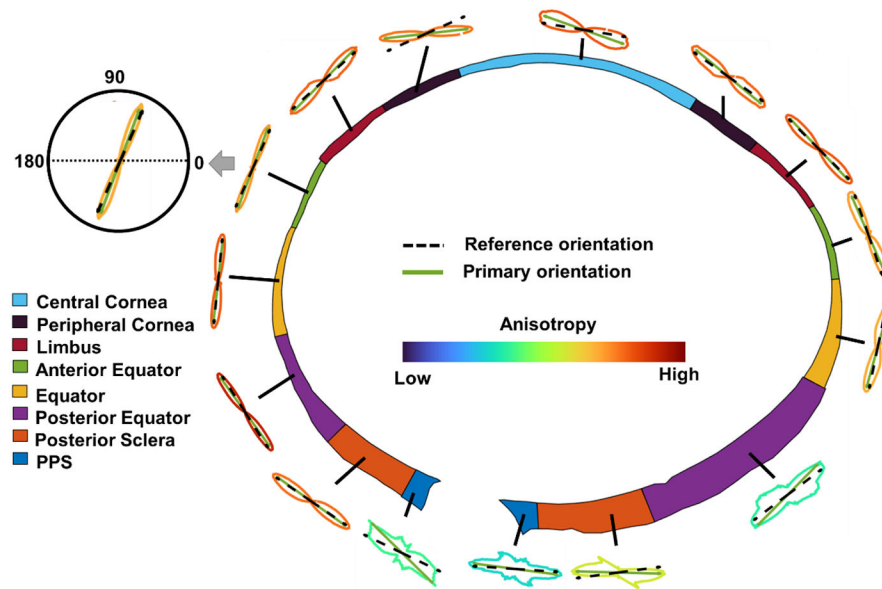 90
180
0
Reference orientation
Primary orientation
Anisotropy
Low
High
Central Cornea
Peripheral Cornea
Limbus
Anterior Equator
Equator
Posterior Equator
Posterior Sclera
PPS